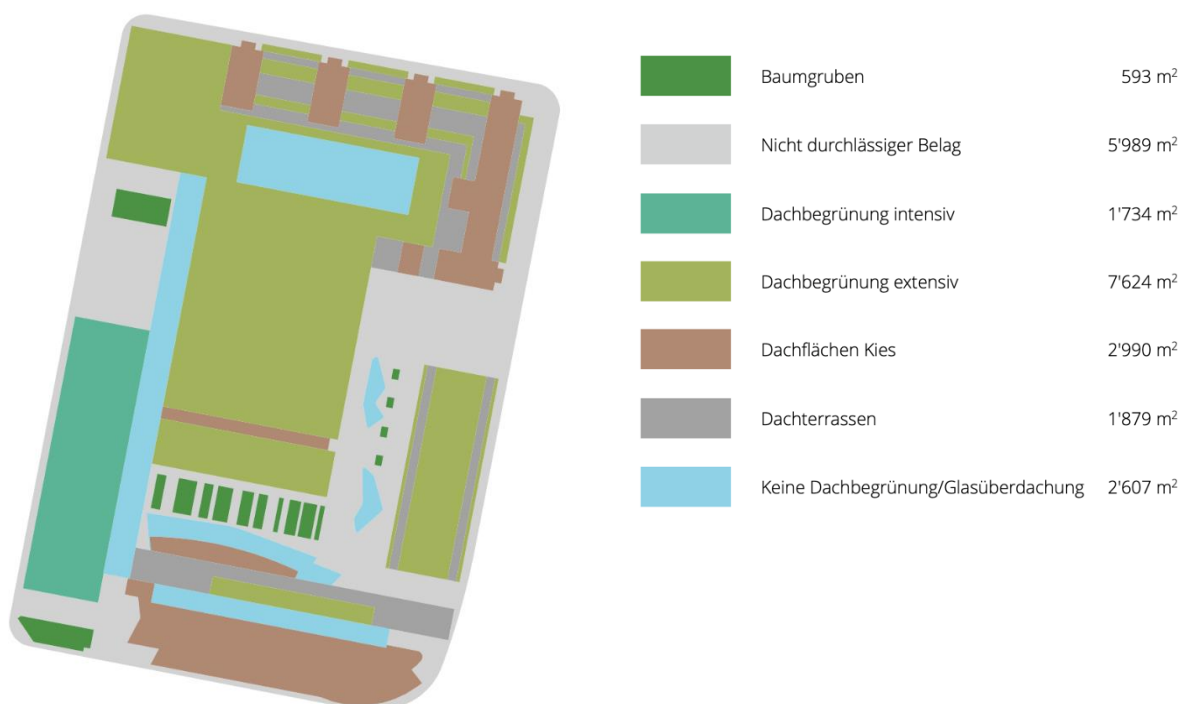 Baumgruben 593 m²
Nicht durchlässiger Belag 5'989 m²
Dachbegrünung intensiv 1'734 m²
Dachbegrünung extensiv 7'624 m²
Dachflächen Kies 2'990 m²
Dachterrassen 1'879 m²
Keine Dachbegrünung/Glasüberdachung 2'607 m²